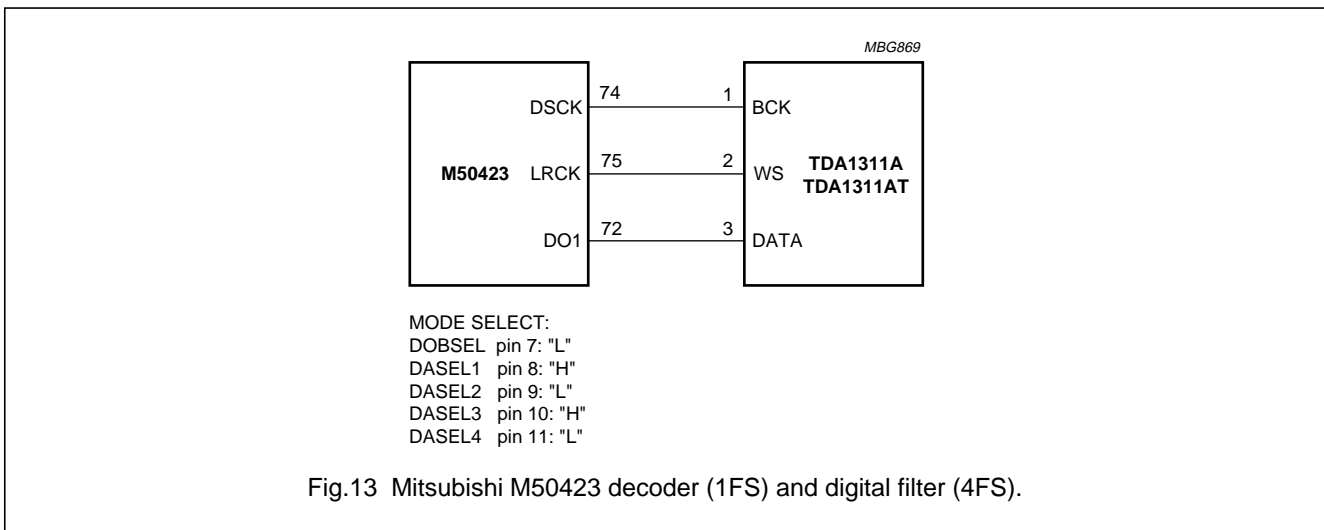 MBG869
DSCK 74 1 BCK
M50423 LRCK 75 2 WS TDA1311A
TDA1311AT
DO1 72 3 DATA
MODE SELECT:
DOBSEL pin 7: "L"
DASEL1 pin 8: "H"
DASEL2 pin 9: "L"
DASEL3 pin 10: "H"
DASEL4 pin 11: "L"
Fig.13 Mitsubishi M50423 decoder (1FS) and digital filter (4FS).